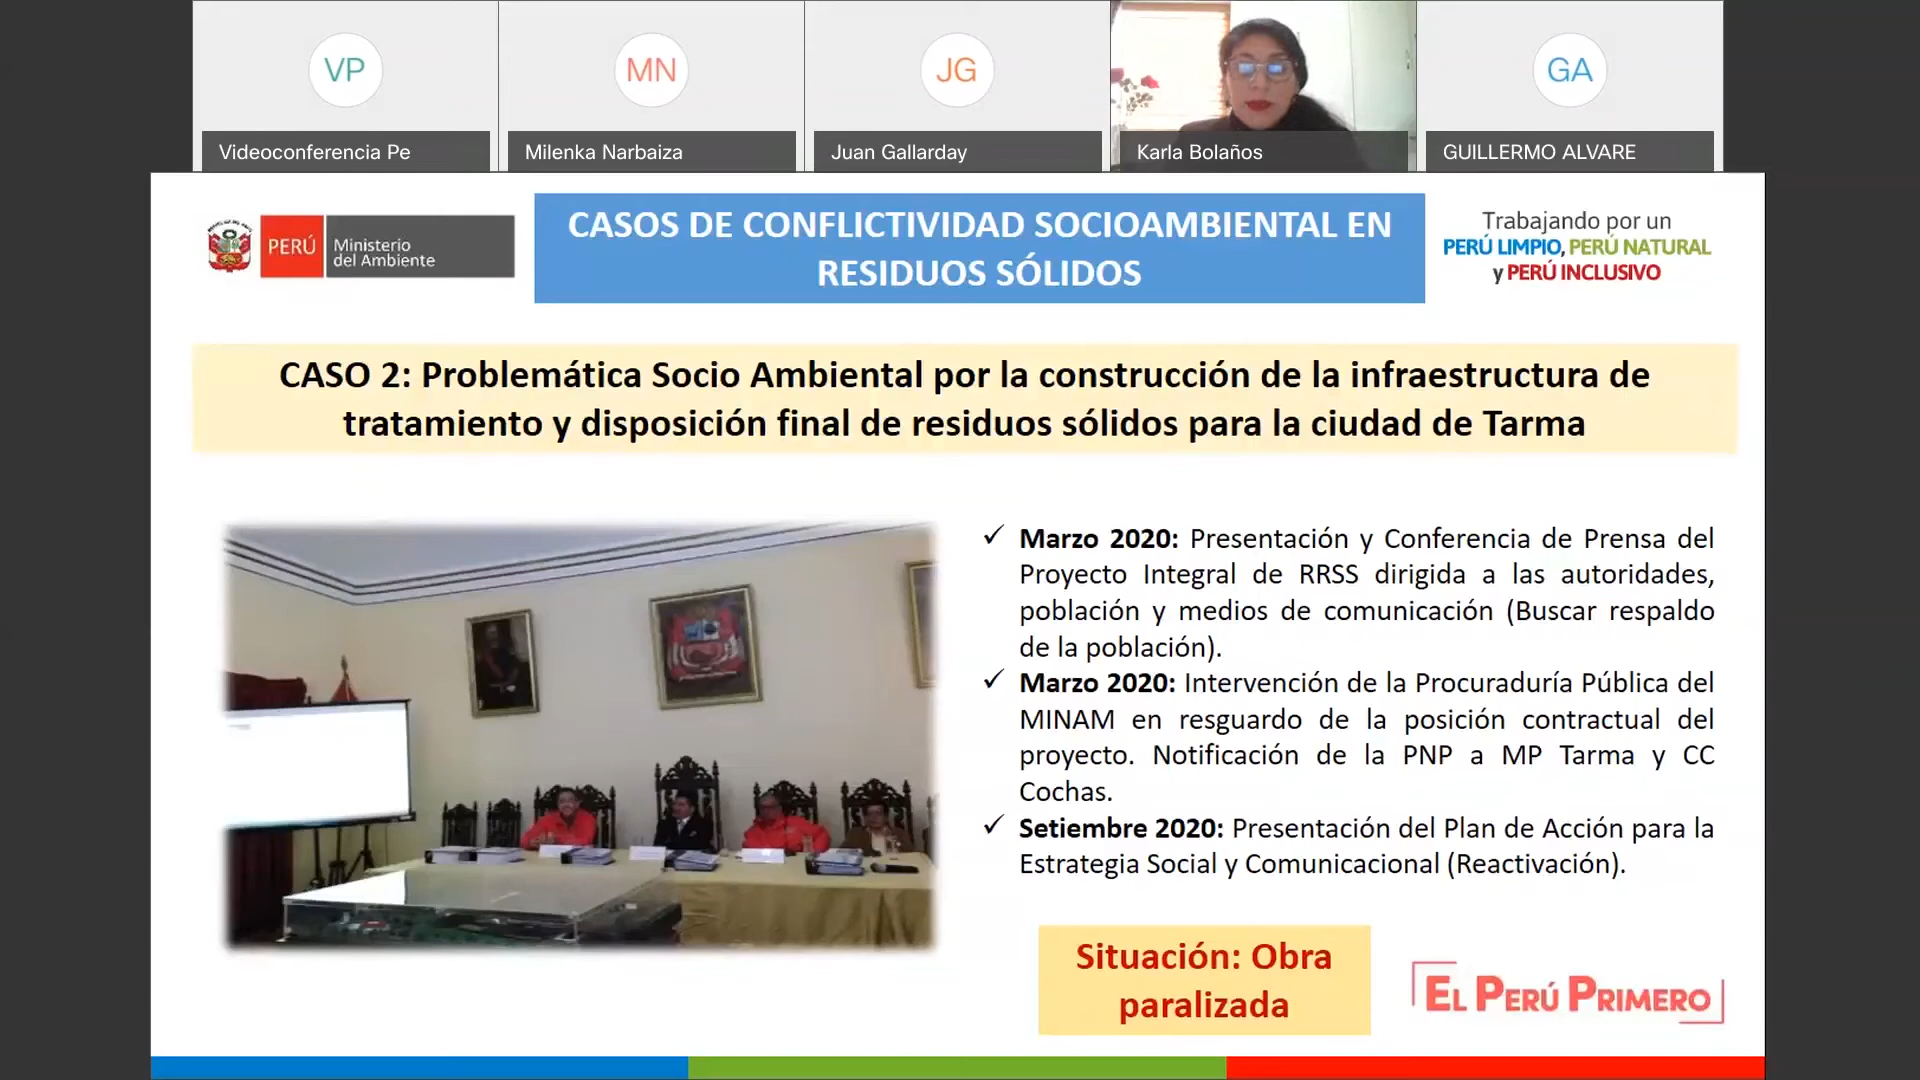 VP
MN
JG
GA
Videoconferencia Pe
Milenka Narbaiza
Juan Gallarday
Karla Bolaños
GUILLERMO ALVARE
PERÚ
Ministerio
del Ambiente
CASOS DE CONFLICTIVIDAD SOCIOAMBIENTAL EN
RESIDUOS SÓLIDOS
Trabajando por un
PERÚ LIMPIO, PERÚ NATURAL
y PERÚ INCLUSIVO
CASO 2: Problemática Socio Ambiental por la construcción de la infraestructura de
tratamiento y disposición final de residuos sólidos para la ciudad de Tarma
✓ Marzo 2020: Presentación y Conferencia de Prensa del
Proyecto Integral de RRSS dirigida a las autoridades,
población y medios de comunicación (Buscar respaldo
de la población).
✓ Marzo 2020: Intervención de la Procuraduría Pública del
MINAM en resguardo de la posición contractual del
proyecto. Notificación de la PNP a MP Tarma y CC
Cochas.
✓ Setiembre 2020: Presentación del Plan de Acción para la
Estrategia Social y Comunicacional (Reactivación).
Situación: Obra
paralizada
EL PERÚ PRIMERO